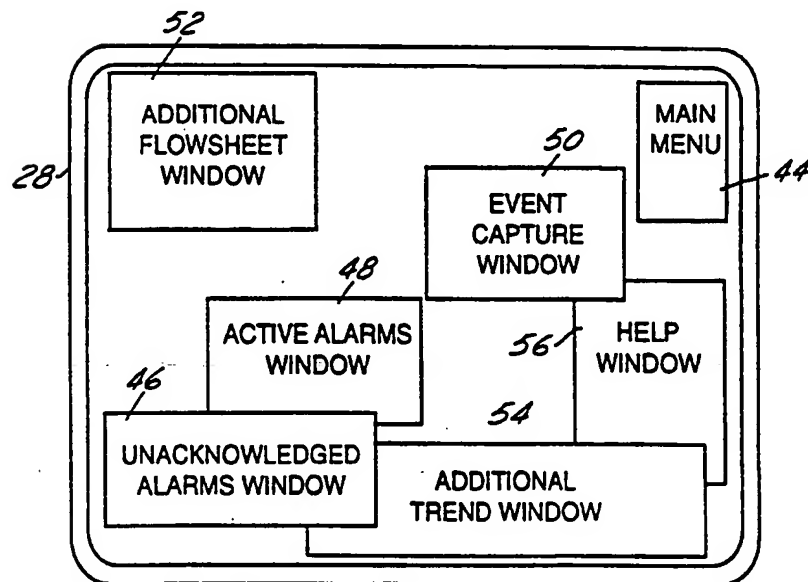 52
ADDITIONAL
FLOWSHEET
WINDOW
MAIN
MENU
28
44
50
EVENT
CAPTURE
WINDOW
48
ACTIVE ALARMS
WINDOW
56
HELP
WINDOW
46
54
UNACKNOWLEDGED
ALARMS WINDOW
ADDITIONAL
TREND WINDOW